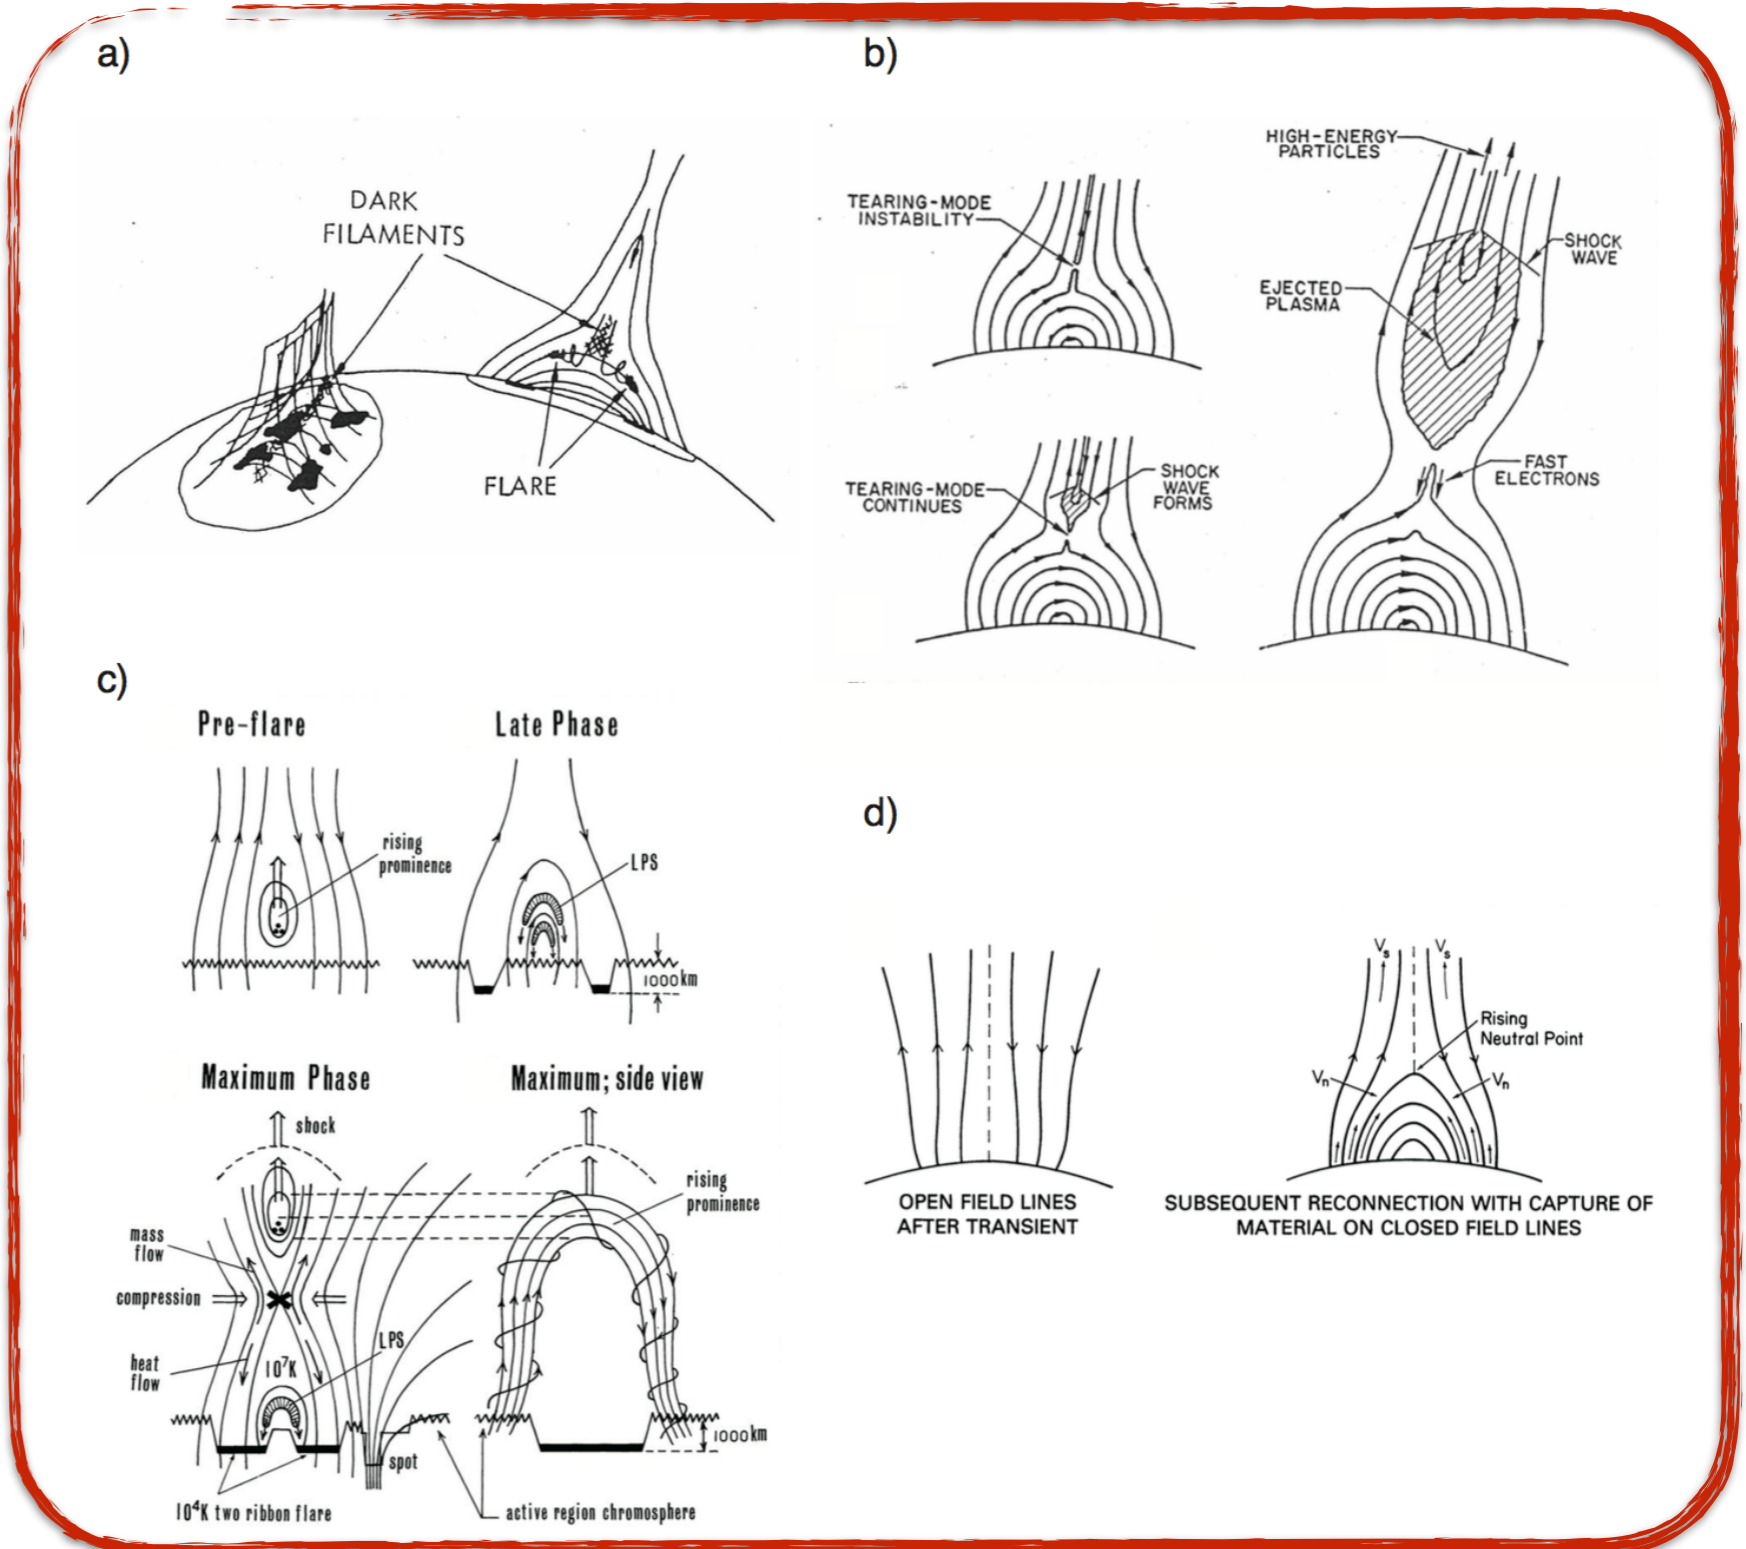 a)
DARK
FILAMENTS
FLARE
b)
TEARING-MODE
INSTABILITY
HIGH-ENERGY
PARTICLES
SHOCK
WAVE
EJECTED
PLASMA
TEARING-MODE
CONTINUES
SHOCK
WAVE
FORMS
FAST
ELECTRONS
c)
Pre-flare
rising
prominence
Late Phase
LPS
1000km
Maximum Phase
shock
mass
flow
compression
heat
flow
10⁷K
LPS
spot
10⁴K two ribbon flare
Maximum; side view
rising
prominence
1000km
active region chromosphere
d)
OPEN FIELD LINES
AFTER TRANSIENT
Vs
Vs
Rising
Neutral Point
Vn
Vn
SUBSEQUENT RECONNECTION WITH CAPTURE OF
MATERIAL ON CLOSED FIELD LINES